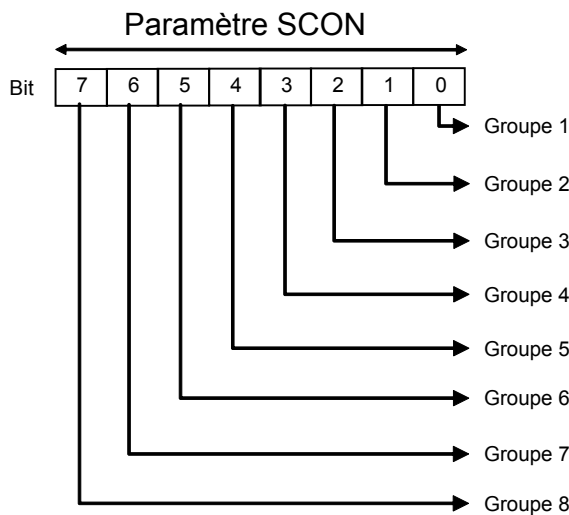 Paramètre SCON
Bit 7 6 5 4 3 2 1 0
Groupe 1
Groupe 2
Groupe 3
Groupe 4
Groupe 5
Groupe 6
Groupe 7
Groupe 8